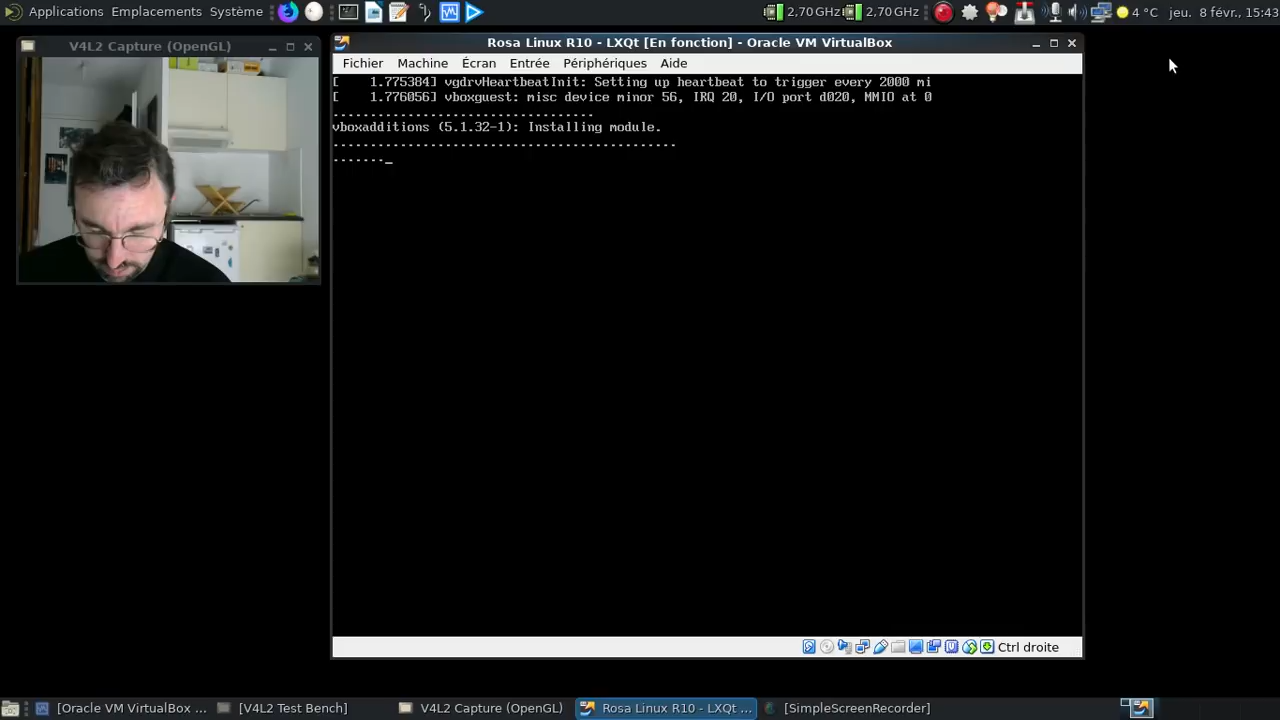 Applications Emplacements Système
2,70 GHz 2,70 GHz
4 °C jeu. 8 févr., 15:43
V4L2 Capture (OpenGL)
Rosa Linux R10 - LXQt [En fonction] - Oracle VM VirtualBox
Fichier Machine Écran Entrée Périphériques Aide
[    1.775384] vgdrvHeartbeatInit: Setting up heartbeat to trigger every 2000 mi
[    1.776056] vboxguest: misc device minor 56, IRQ 20, I/O port d020, MMIO at 0
................................
vboxadditions (5.1.32-1): Installing module.
..............................................
......._
Ctrl droite
[Oracle VM VirtualBox ...
[V4L2 Test Bench]
V4L2 Capture (OpenGL)
Rosa Linux R10 - LXQt ...
[SimpleScreenRecorder]